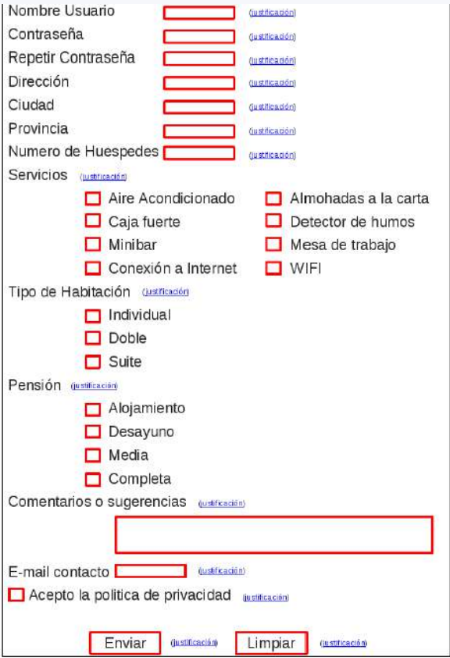 Nombre Usuario (justificación)
Contraseña (justificación)
Repetir Contraseña (justificación)
Dirección (justificación)
Ciudad (justificación)
Provincia (justificación)
Numero de Huespedes (justificación)
Servicios (justificación)
Aire Acondicionado Almohadas a la carta
Caja fuerte Detector de humos
Minibar Mesa de trabajo
Conexión a Internet WIFI
Tipo de Habitación (justificación)
Individual
Doble
Suite
Pensión (justificación)
Alojamiento
Desayuno
Media
Completa
Comentarios o sugerencias (justificación)
E-mail contacto (justificación)
Acepto la politica de privacidad (justificación)
Enviar (justificación) Limpiar (justificación)